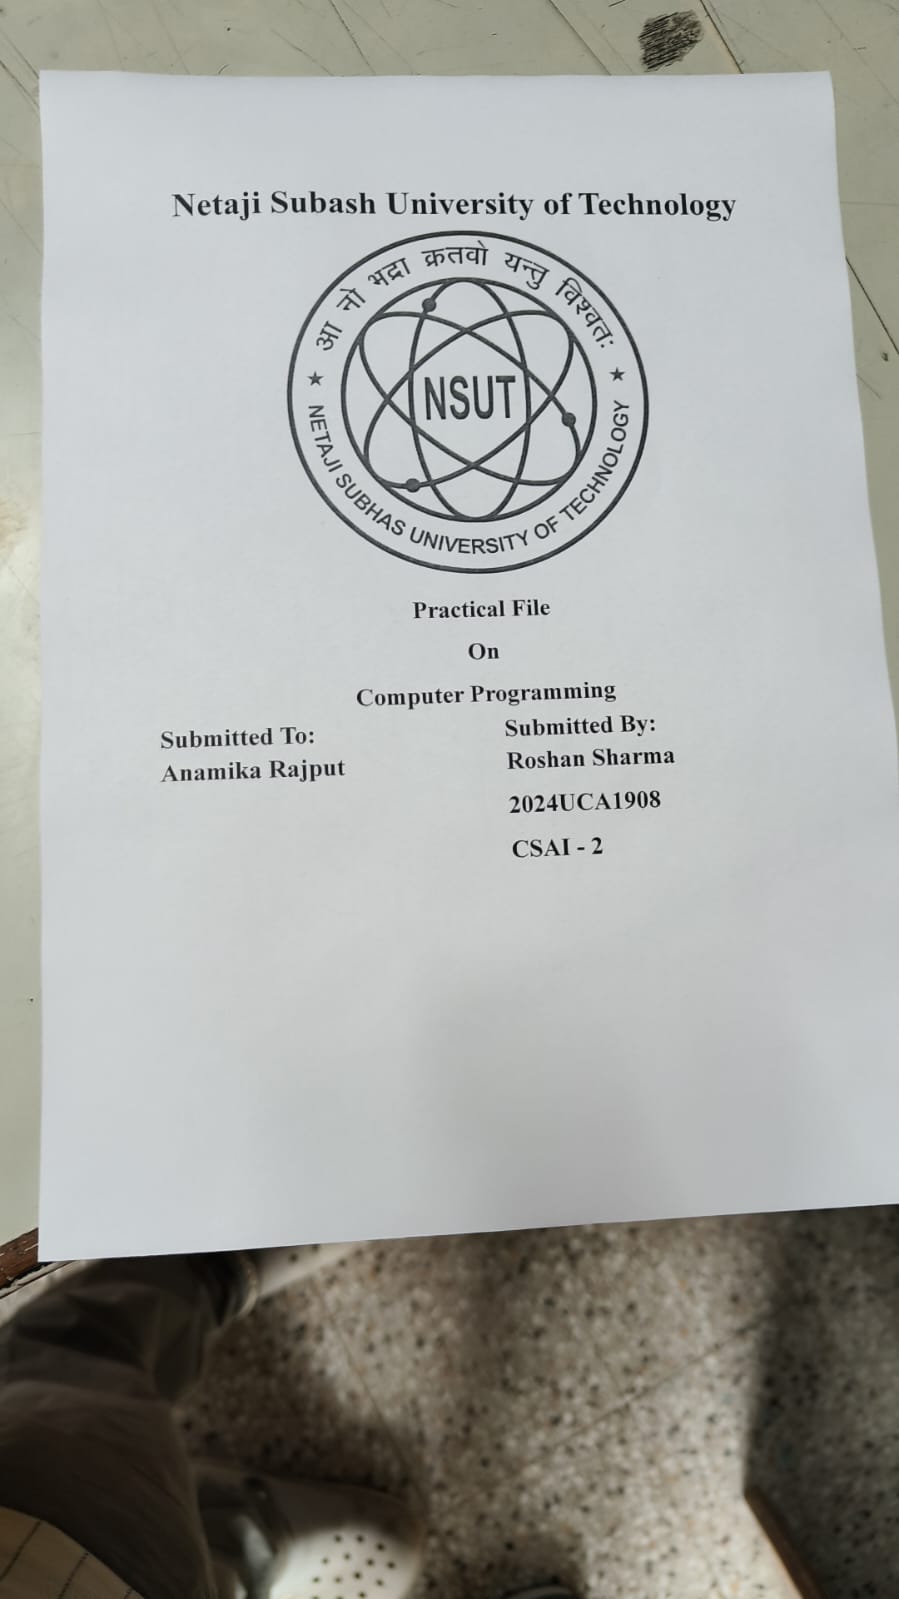 Netaji Subash University of Technology
आ नो भद्रा क्रतवो यन्तु विश्वतः
NSUT
NETAJI SUBHAS UNIVERSITY OF TECHNOLOGY
Practical File
On
Computer Programming
Submitted To:
Anamika Rajput
Submitted By:
Roshan Sharma
2024UCA1908
CSAI - 2